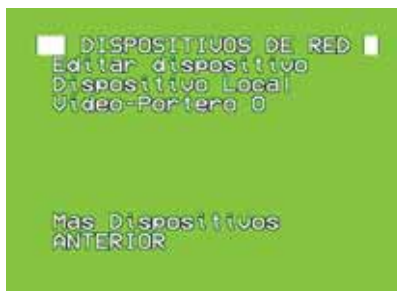 DISPOSITIVOS DE RED
Editar dispositivo
Dispositivo Local
Video-Portero 0
Mas Dispositivos
ANTERIOR